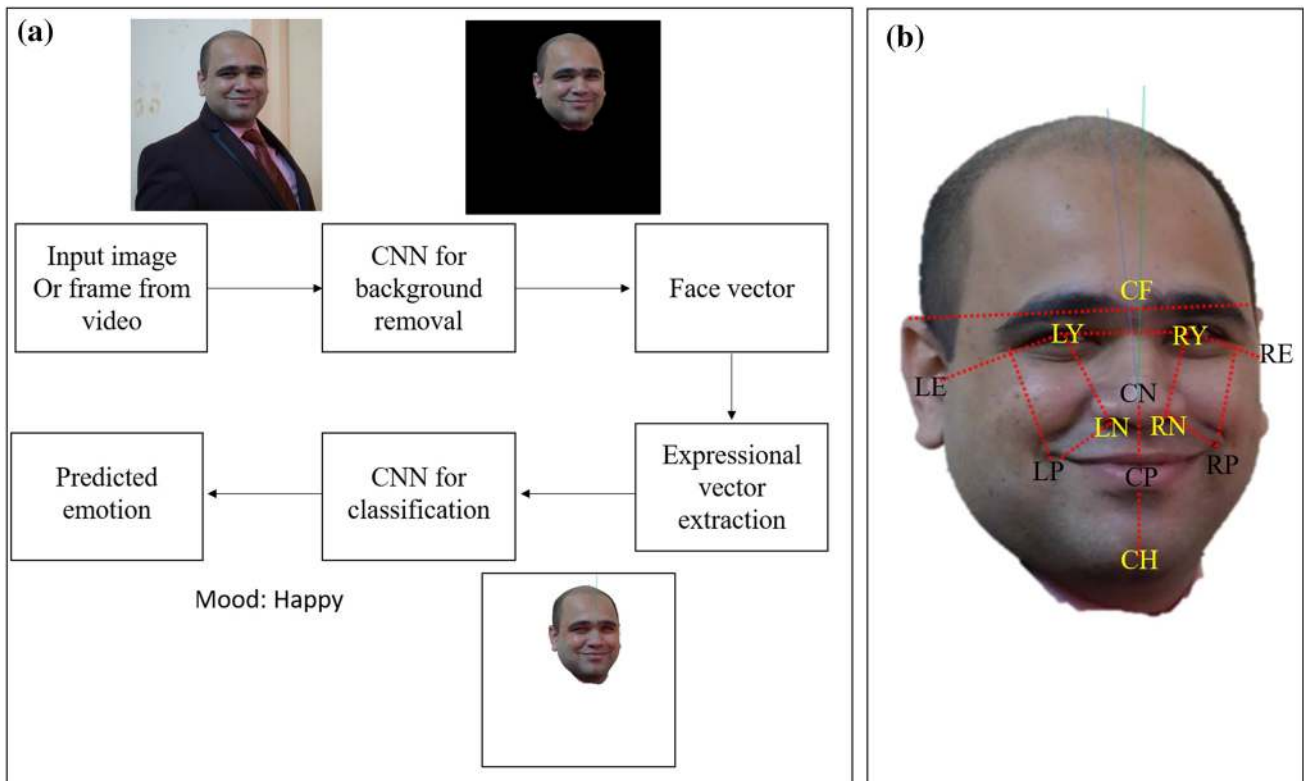 (a)
Input image
Or frame from
video
CNN for
background
removal
Face vector
Predicted
emotion
CNN for
classification
Expressional
vector
extraction
Mood: Happy
(b)
CF
LY
RY
RE
LE
CN
LN
RN
LP
CP
RP
CH